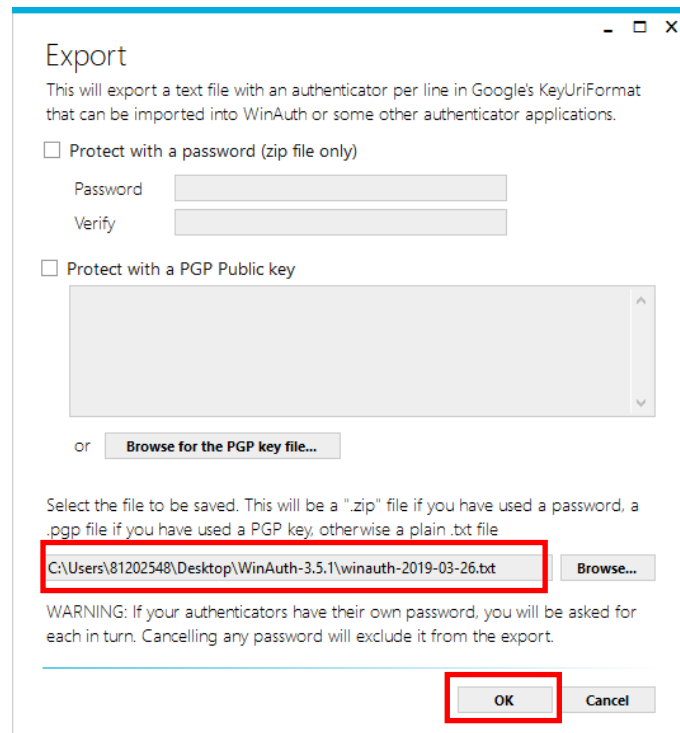 Export
This will export a text file with an authenticator per line in Google's KeyUriFormat
that can be imported into WinAuth or some other authenticator applications.
Protect with a password (zip file only)
Password
Verify
Protect with a PGP Public key
or Browse for the PGP key file...
Select the file to be saved. This will be a ".zip" file if you have used a password, a
.pgp file if you have used a PGP key, otherwise a plain .txt file
C:\Users\81202548\Desktop\WinAuth-3.5.1\winauth-2019-03-26.txt Browse...
WARNING: If your authenticators have their own password, you will be asked for
each in turn. Cancelling any password will exclude it from the export.
OK Cancel